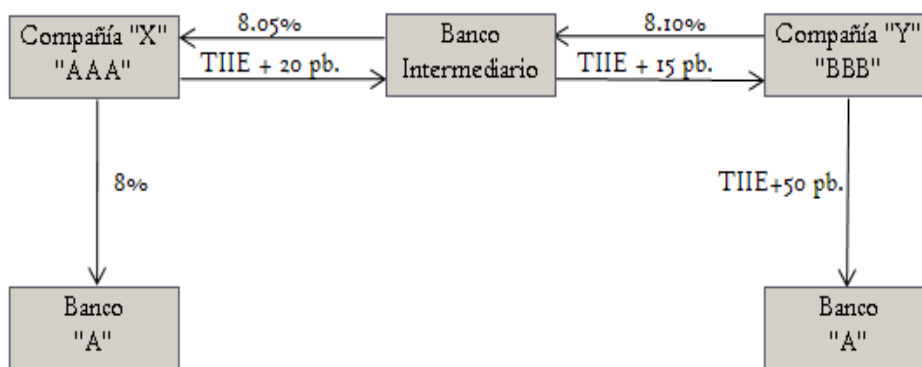 8.05%
8.10%
Compañía "X"
"AAA"
Banco
Intermediario
Compañía "Y"
"BBB"
TIIE + 20 pb.
TIIE + 15 pb.
8%
TIIE+50 pb.
Banco
"A"
Banco
"A"